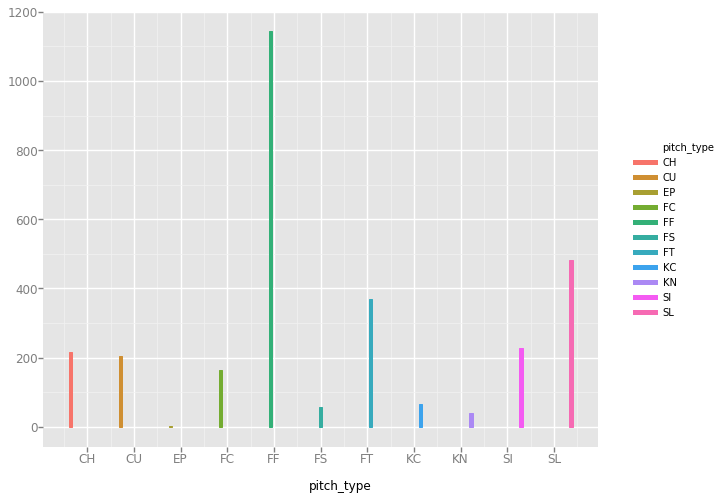 1200
1000
800
600
400
200
0
CH CU EP FC FF FS FT KC KN SI SL
pitch_type
pitch_type
CH
CU
EP
FC
FF
FS
FT
KC
KN
SI
SL